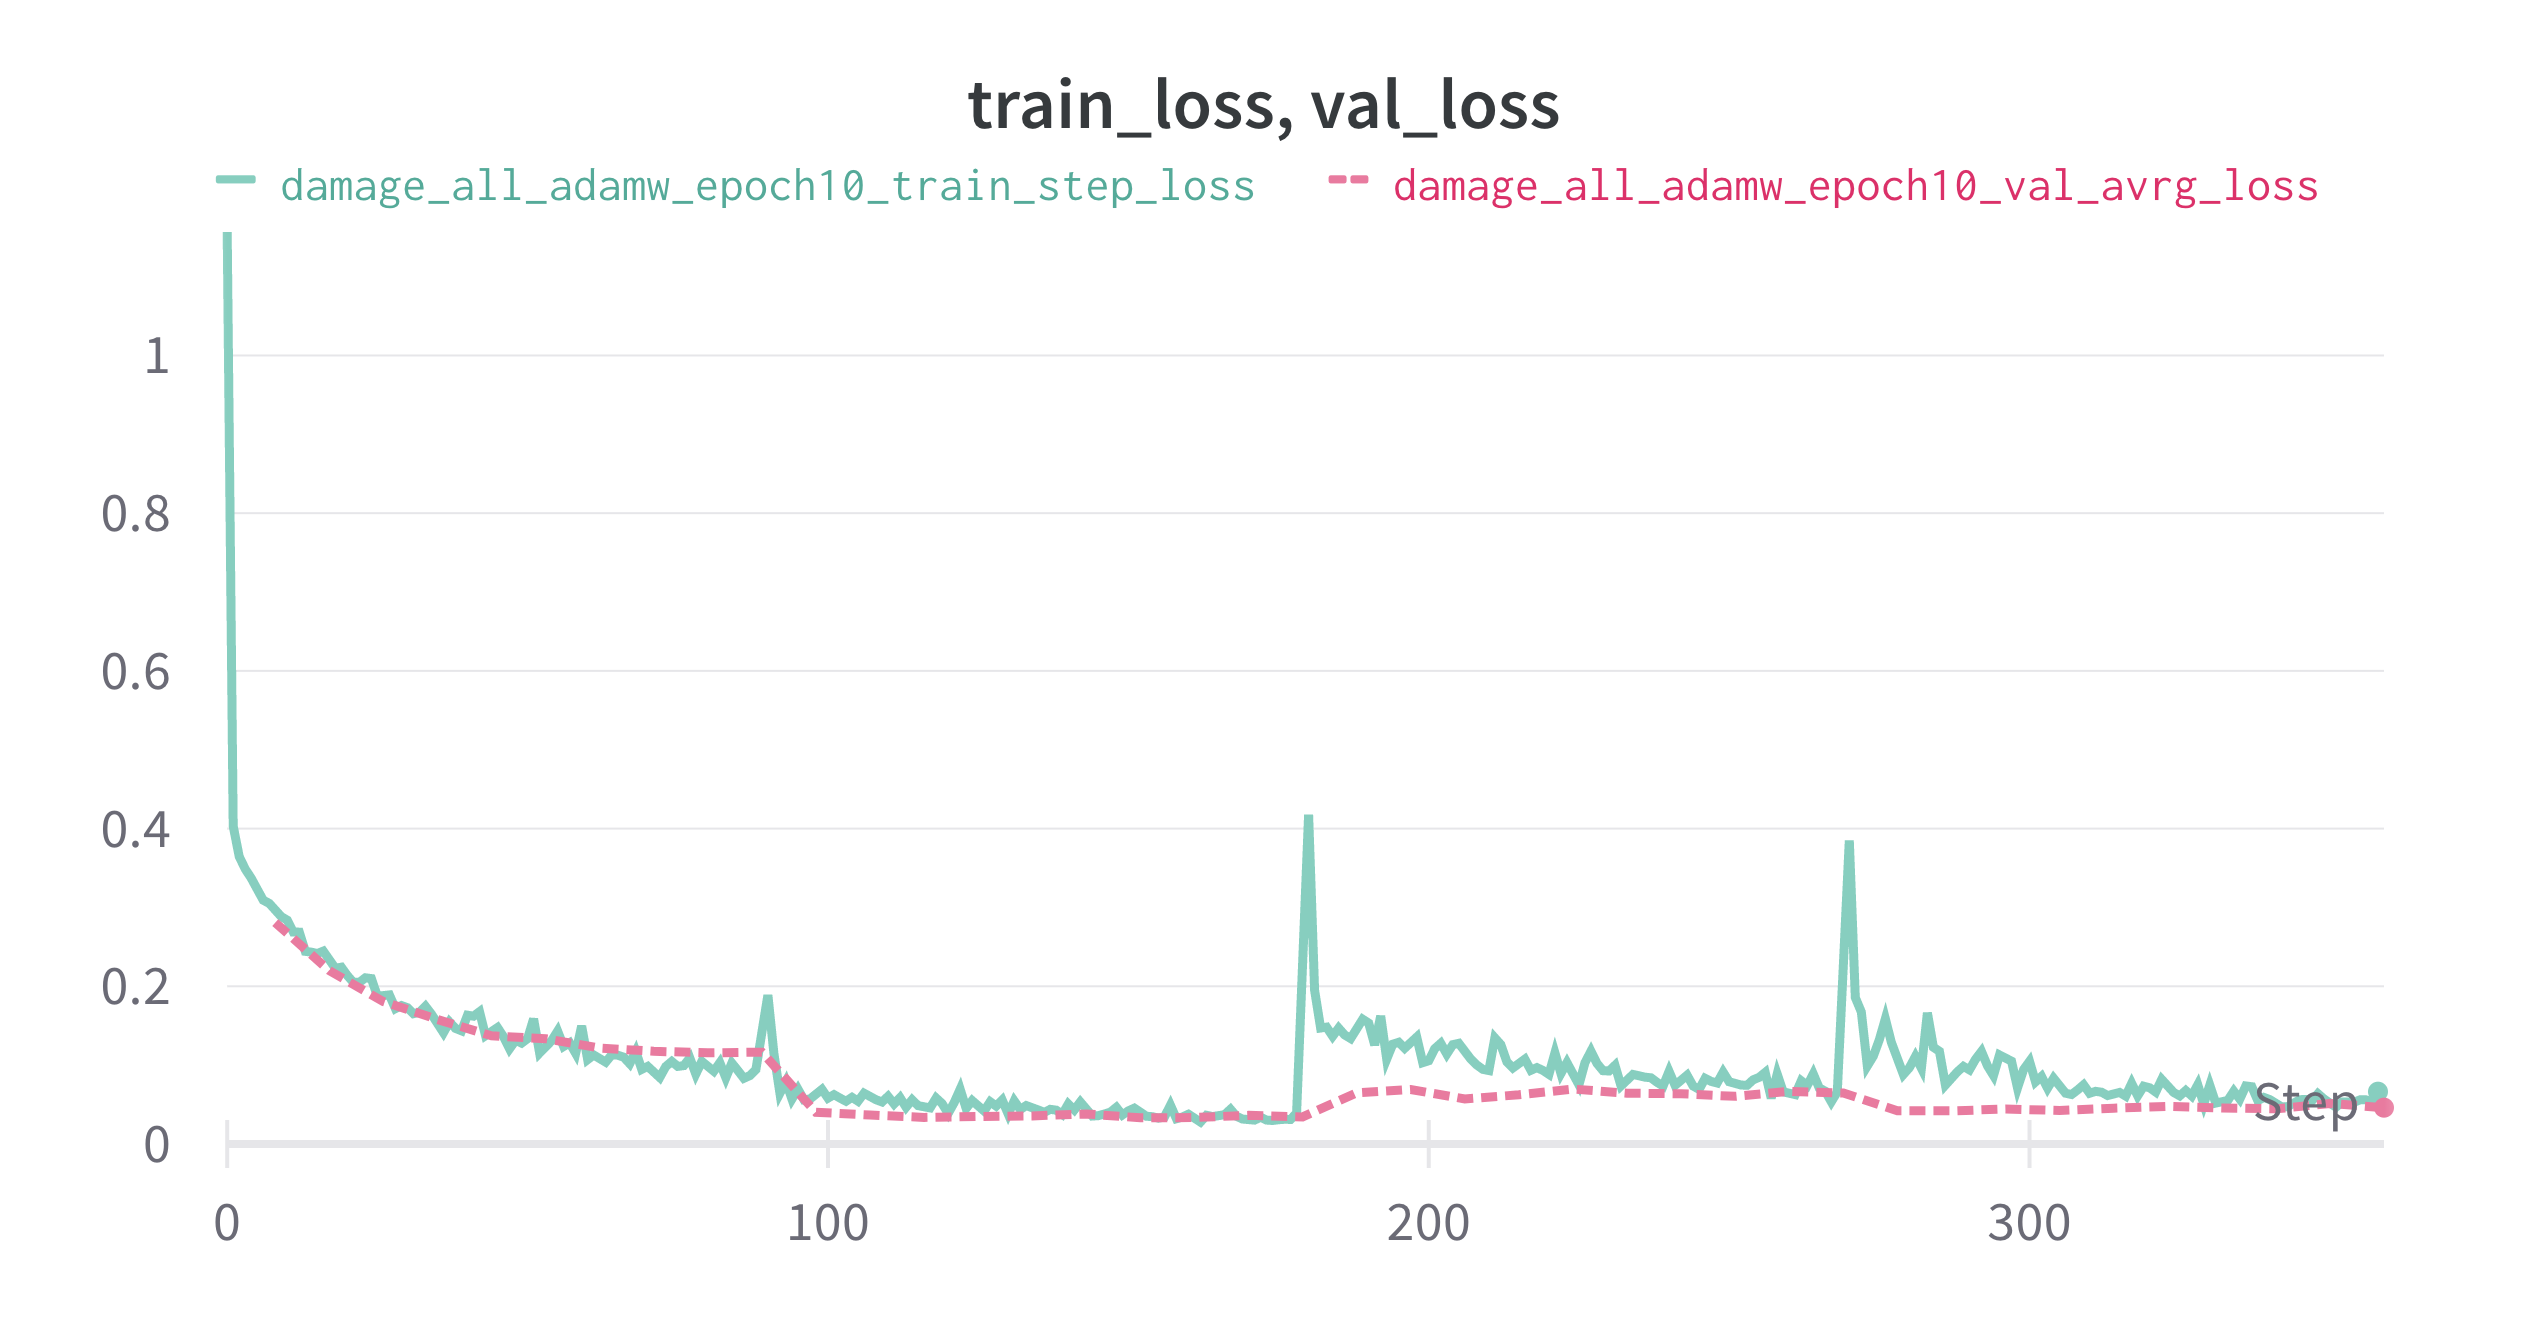 train_loss, val_loss
damage_all_adamw_epoch10_train_step_loss damage_all_adamw_epoch10_val_avrg_loss
1
0.8
0.6
0.4
0.2
Step
0
0 100 200 300